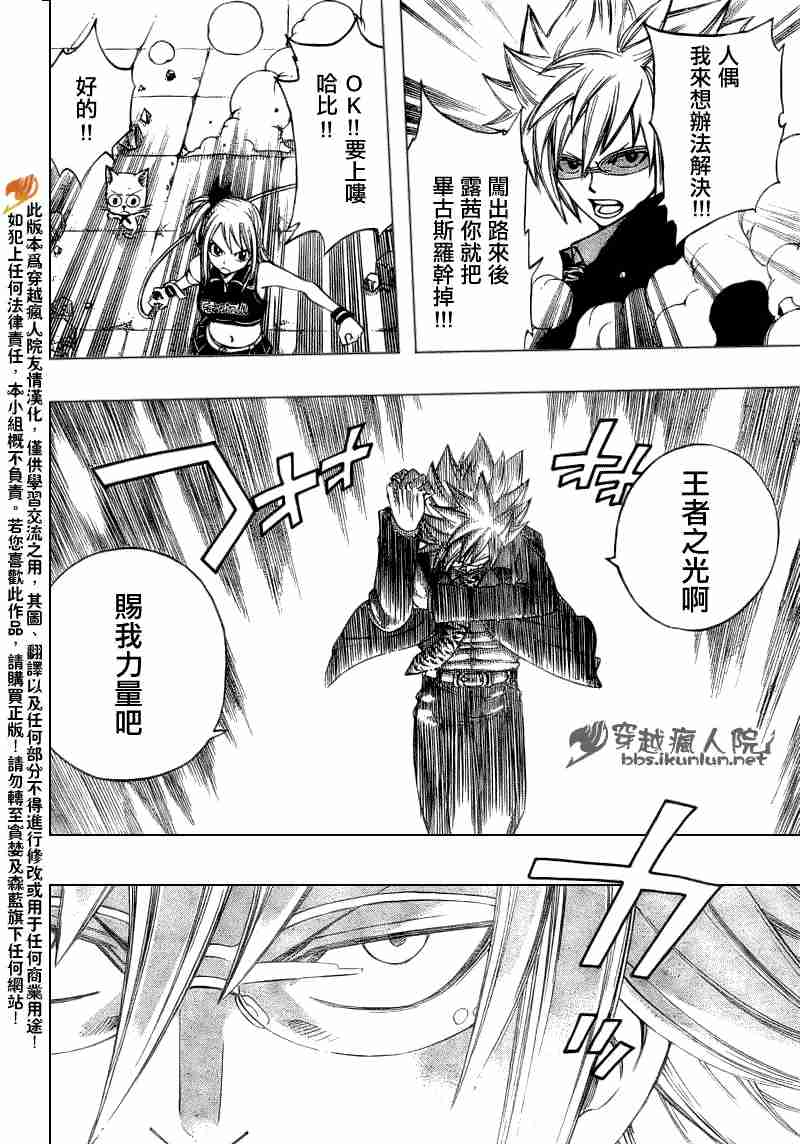 人偶
我來想辦法解決!!!
闖出路來後
露茜你就把
畢古斯羅幹掉!!!
OK!!要上嘍
哈比!!
好的!!
カッ
王者之光啊
オオオ
賜我力量吧
穿越瘋人院
bbs.ikunlun.net
此版本爲穿越瘋人院友情漢化，僅供學習交流之用，其圖、翻譯以及任何部分不得進行修改或用于任何商業用途！
如犯上任何法律責任，本小組概不負責。若您喜歡此作品，請購買正版！請勿轉至貪婪及森藍旗下任何網站！